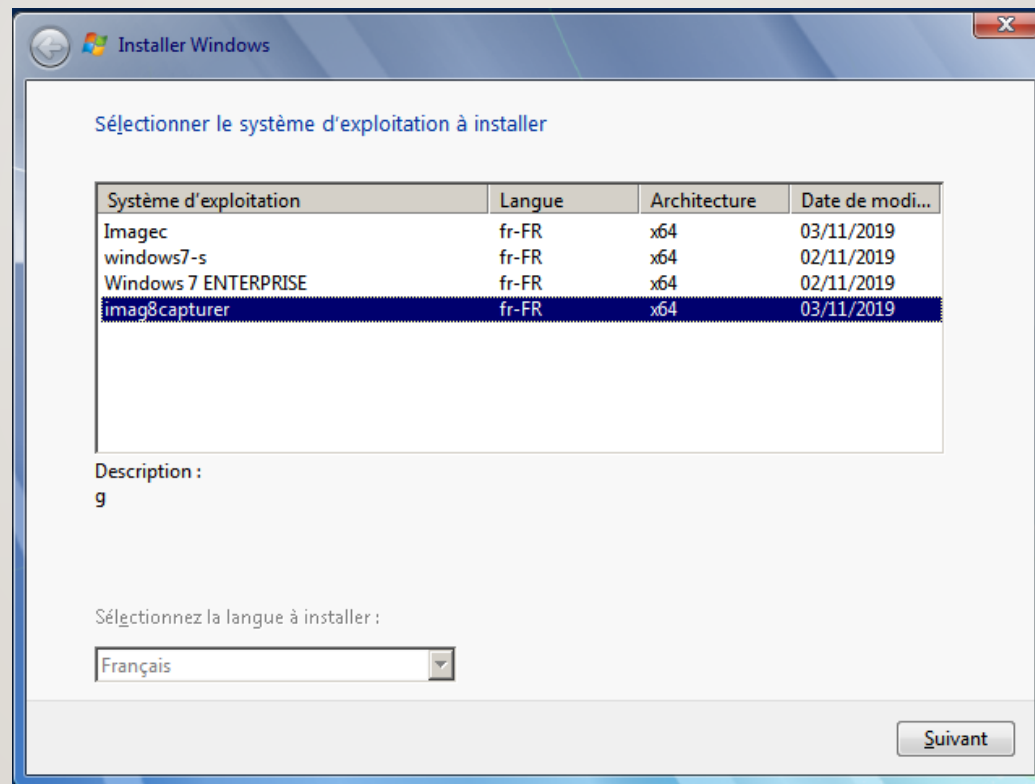 Installer Windows
Sélectionner le système d'exploitation à installer
Système d'exploitation Langue Architecture Date de modi...
Imagec fr-FR x64 03/11/2019
windows7-s fr-FR x64 02/11/2019
Windows 7 ENTERPRISE fr-FR x64 02/11/2019
imag8capturer fr-FR x64 03/11/2019
Description :
g
Sélectionnez la langue à installer :
Français
Suivant